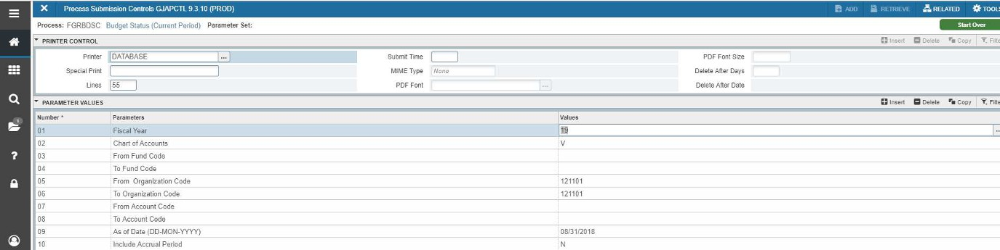 Process Submission Controls GJAPCTL 9.3.10 (PROD) ADD RETRIEVE RELATED TOOLS
Process: FGRBDSC Budget Status (Current Period) Parameter Set: Start Over
PRINTER CONTROL Insert Delete Copy Filte
Printer DATABASE ... Submit Time PDF Font Size
Special Print MIME Type None Delete After Days
Lines 55 PDF Font ... Delete After Date
PARAMETER VALUES Insert Delete Copy Filte
Number * Parameters Values
01 Fiscal Year 19 ...
02 Chart of Accounts V
03 From Fund Code
04 To Fund Code
05 From Organization Code 121101
06 To Organization Code 121101
07 From Account Code
08 To Account Code
09 As of Date (DD-MON-YYYY) 08/31/2018
10 Include Accrual Period N
1
?